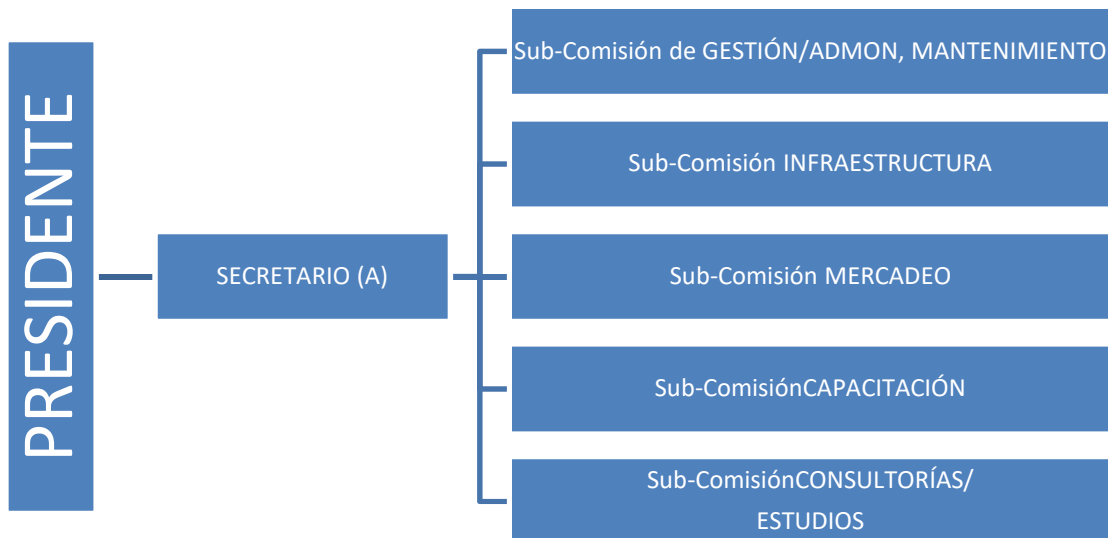 PRESIDENTE
SECRETARIO (A)
Sub-Comisión de GESTIÓN/ADMON, MANTENIMIENTO
Sub-Comisión INFRAESTRUCTURA
Sub-Comisión MERCADEO
Sub-ComisiónCAPACITACIÓN
Sub-ComisiónCONSULTORÍAS/
ESTUDIOS